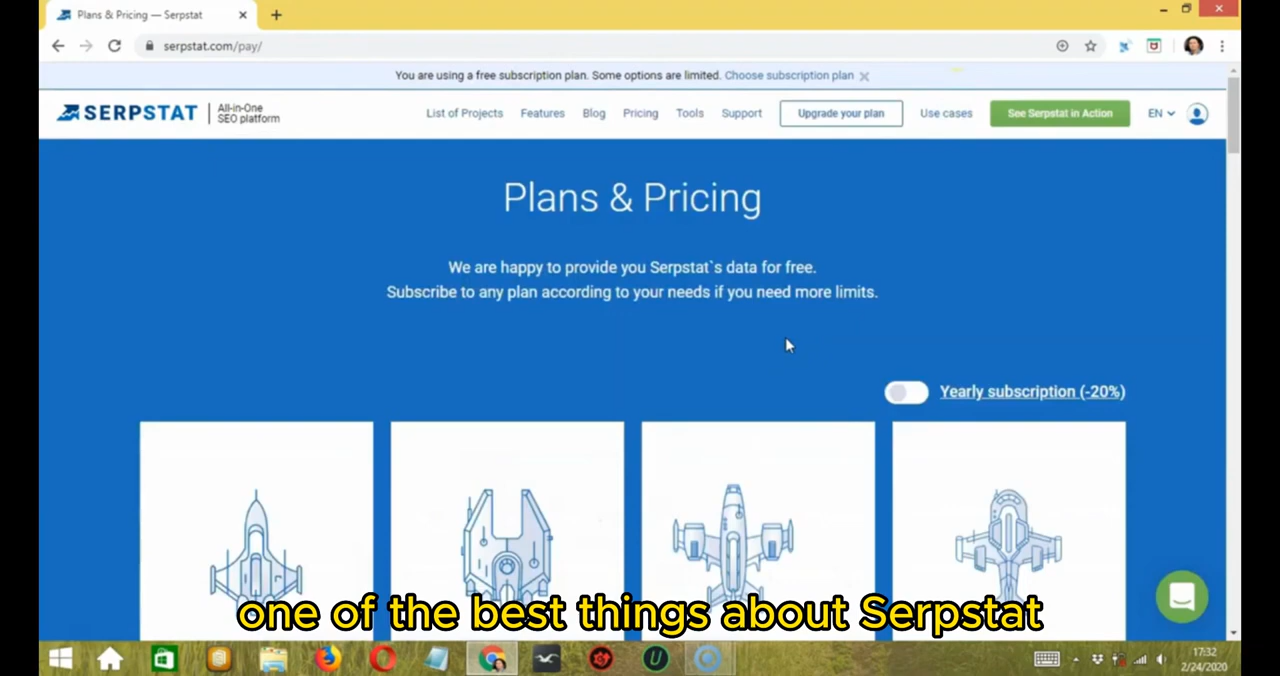 Plans & Pricing — Serpstat
serpstat.com/pay/
You are using a free subscription plan. Some options are limited. Choose subscription plan
SERPSTAT
All-in-One
SEO platform
List of Projects
Features
Blog
Pricing
Tools
Support
Upgrade your plan
Use cases
See Serpstat in Action
EN
Plans & Pricing
We are happy to provide you Serpstat`s data for free.
Subscribe to any plan according to your needs if you need more limits.
Yearly subscription (-20%)
one of the best things about Serpstat
17:32
2/24/2020